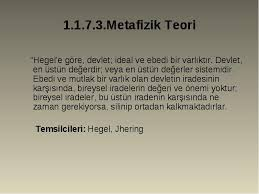 1.1.7.3.Metafizik Teori
"Hegel'e göre, devlet; ideal ve ebedi bir varlıktır. Devlet,
en üstün değerdir; veya en üstün değerler sistemidir.
Ebedi ve mutlak bir varlık olan devletin iradesinin
karşısında, bireysel iradelerin değeri ve önemi yoktur;
bireysel iradeler, bu üstün iradenin karşısında ne
zaman gerekiyorsa, silinip ortadan kalkmaktadırlar.
Temsilcileri: Hegel, Jhering